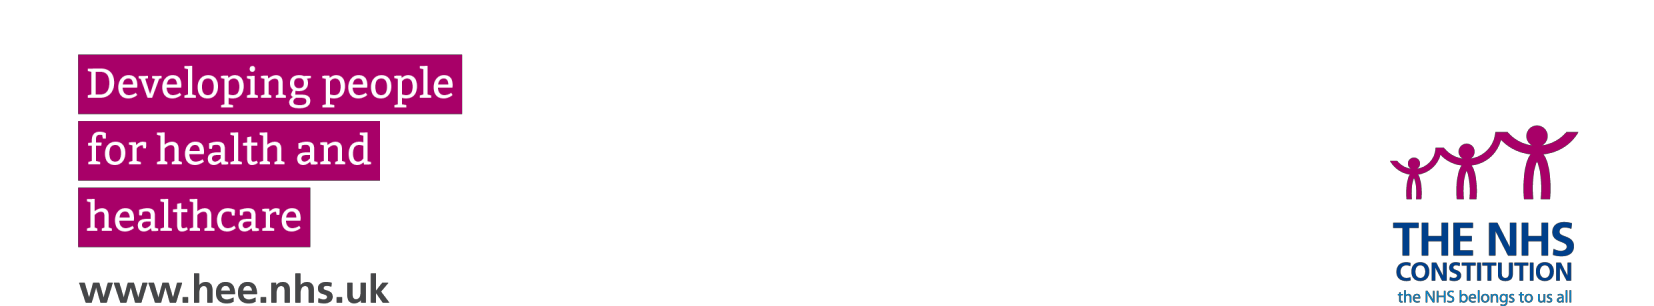 Developing people
for health and
healthcare
www.hee.nhs.uk
THE NHS
CONSTITUTION
the NHS belongs to us all